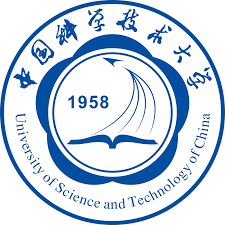 中国科学技术大学
1958
University of Science and Technology of China